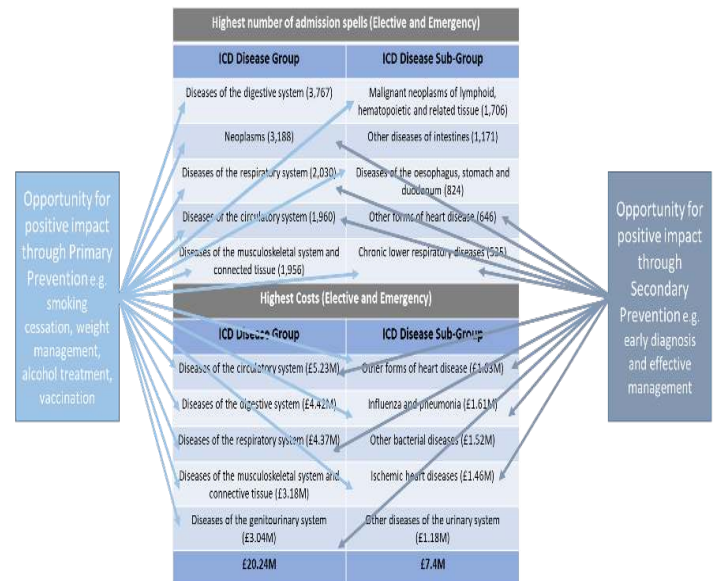 Opportunity for
positive impact
through Primary
Prevention e.g.
smoking
cessation, weight
management,
alcohol treatment,
vaccination
Highest number of admission spells (Elective and Emergency)
ICD Disease Group
ICD Disease Sub-Group
Diseases of the digestive system (3,767)
Malignant neoplasms of lymphoid,
hematopoietic and related tissue (1,706)
Neoplasms (3,188)
Other diseases of intestines (1,171)
Diseases of the respiratory system (2,030)
Diseases of the oesophagus, stomach and
duodenum (824)
Diseases of the circulatory system (1,960)
Other forms of heart disease (646)
Diseases of the musculoskeletal system and
connected tissue (1,956)
Chronic lower respiratory diseases
Highest Costs (Elective and Emergency)
ICD Disease Group
ICD Disease Sub-Group
Diseases of the circulatory system (£5.23M)
Other forms of heart disease
Diseases of the digestive system (£4.42M)
Influenza and pneumonia (£1.61M)
Diseases of the respiratory system (£4.37M)
Other bacterial diseases (£1.52M)
Diseases of the musculoskeletal system and
connective tissue (£3.18M)
Ischemic heart diseases (£1.46M)
Diseases of the genitourinary system
(£3.04M)
Other diseases of the urinary system
(£1.18M)
£20.24M
£7.4M
Opportunity for
positive impact
through
Secondary
Prevention e.g.
early diagnosis
and effective
management